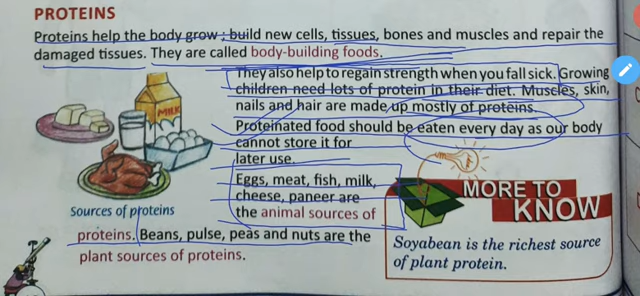 PROTEINS
Proteins help the body grow ; build new cells, tissues, bones and muscles and repair the
damaged tissues. They are called body-building foods.
They also help to regain strength when you fall sick. Growing
children need lots of protein in their diet. Muscles, skin,
nails and hair are made up mostly of proteins.
Proteinated food should be eaten every day as our body
cannot store it for
later use.
Eggs, meat, fish, milk,
cheese, paneer are
the animal sources of
proteins. Beans, pulse, peas and nuts are the
plant sources of proteins.
MILK
Sources of proteins
MORE TO
KNOW
Soyabean is the richest source
of plant protein.